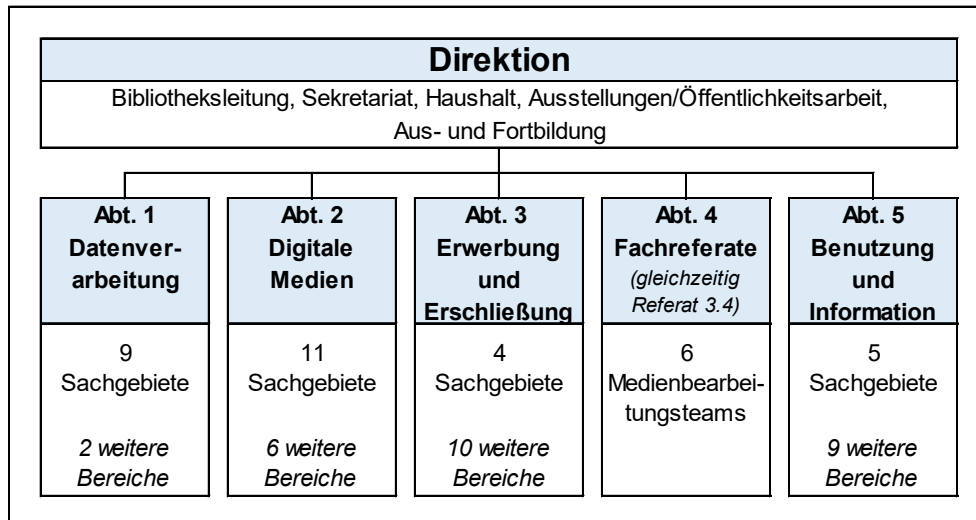 Direktion
Bibliotheksleitung, Sekretariat, Haushalt, Ausstellungen/Öffentlichkeitsarbeit,
Aus- und Fortbildung
Abt. 1
Datenver-
arbeitung
9
Sachgebiete
2 weitere
Bereiche
Abt. 2
Digitale
Medien
11
Sachgebiete
6 weitere
Bereiche
Abt. 3
Erwerbung
und
Erschließung
4
Sachgebiete
10 weitere
Bereiche
Abt. 4
Fachreferate
(gleichzeitig
Referat 3.4)
6
Medienbearbei-
tungsteams
Abt. 5
Benutzung
und
Information
5
Sachgebiete
9 weitere
Bereiche